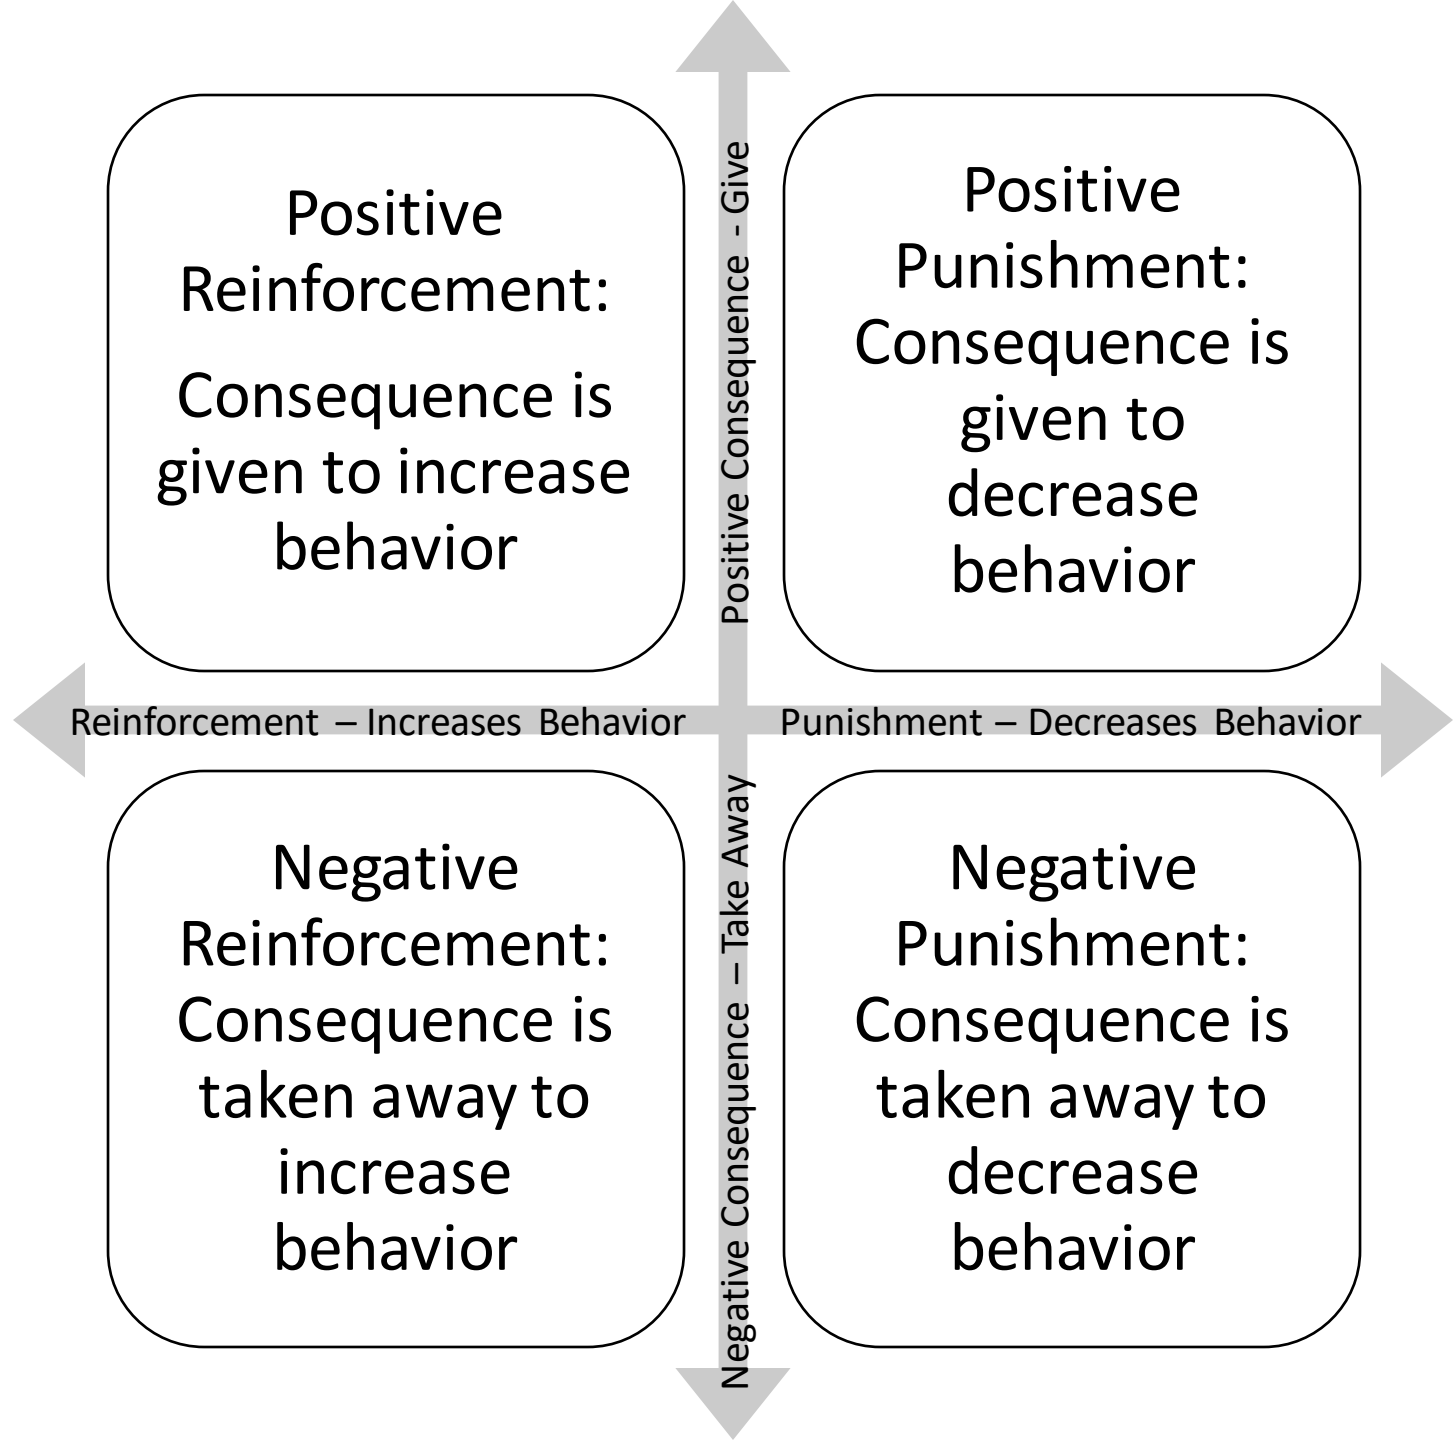 Positive
Reinforcement:
Consequence is
given to increase
behavior
Positive
Punishment:
Consequence is
given to
decrease
behavior
Positive Consequence - Give
Reinforcement – Increases Behavior
Punishment – Decreases Behavior
Negative
Reinforcement:
Consequence is
taken away to
increase
behavior
Negative Consequence – Take Away
Negative
Punishment:
Consequence is
taken away to
decrease
behavior